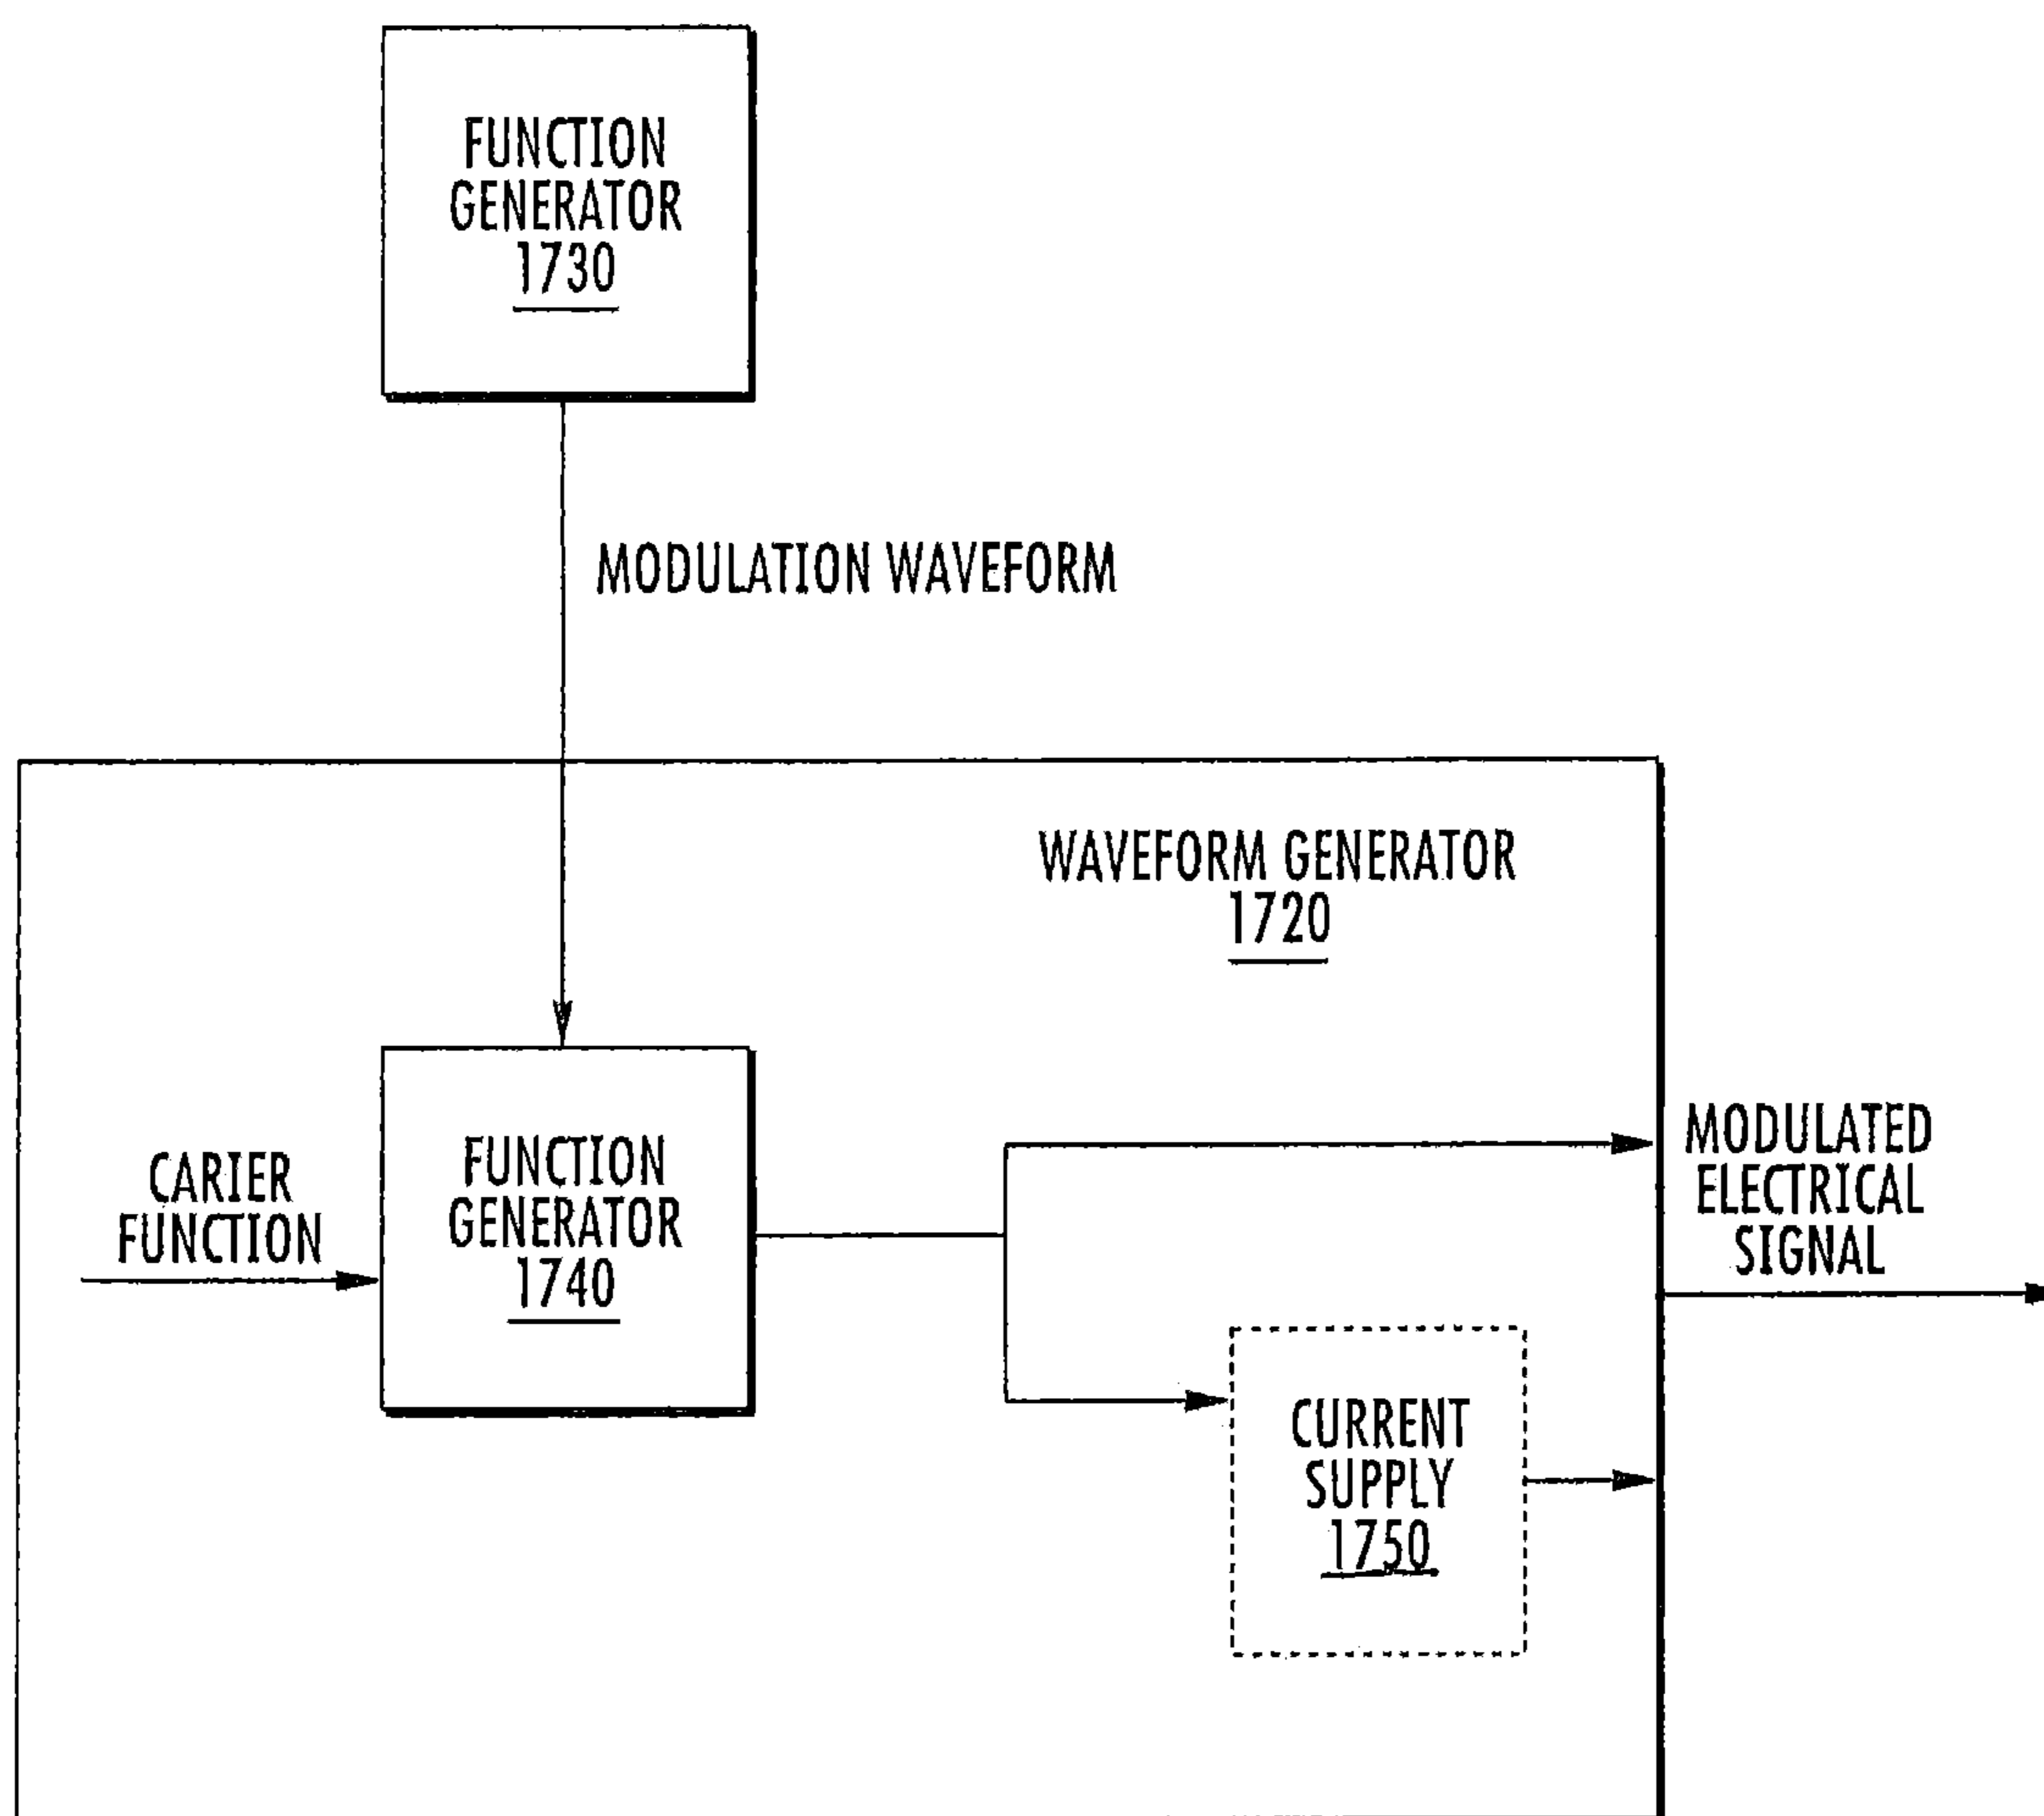 FUNCTION
GENERATOR
1730
MODULATION WAVEFORM
WAVEFORM GENERATOR
1720
CARIER
FUNCTION
FUNCTION
GENERATOR
1740
MODULATED
ELECTRICAL
SIGNAL
CURRENT
SUPPLY
1750